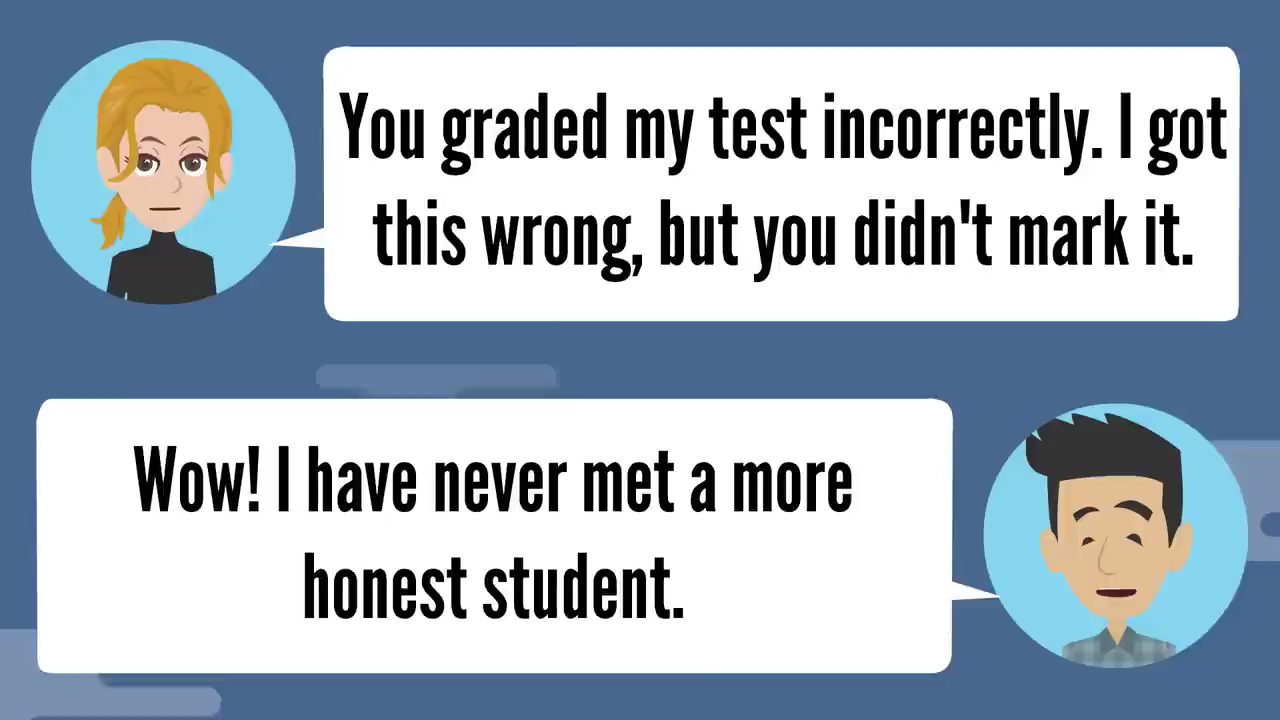 You graded my test incorrectly. I got
this wrong, but you didn't mark it.
Wow! I have never met a more
honest student.